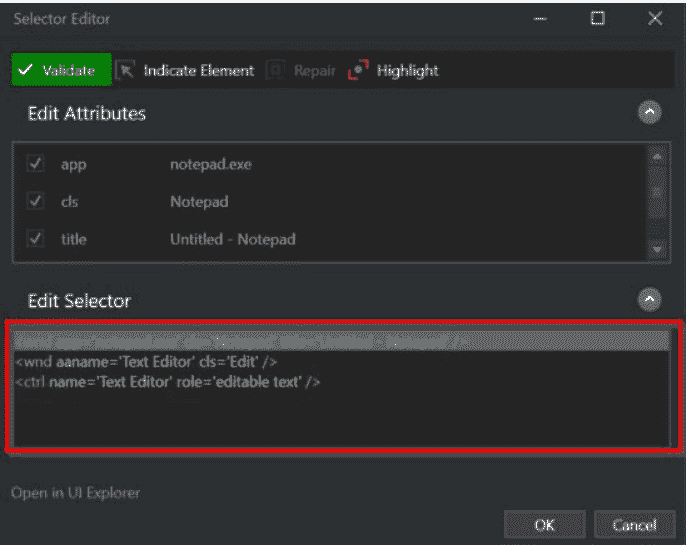 Selector Editor
Validate Indicate Element Repair Highlight
Edit Attributes
app notepad.exe
cls Notepad
title Untitled - Notepad
Edit Selector
<wnd aaname='Text Editor' cls='Edit' />
<ctrl name='Text Editor' role='editable text' />
Open in UI Explorer
OK Cancel